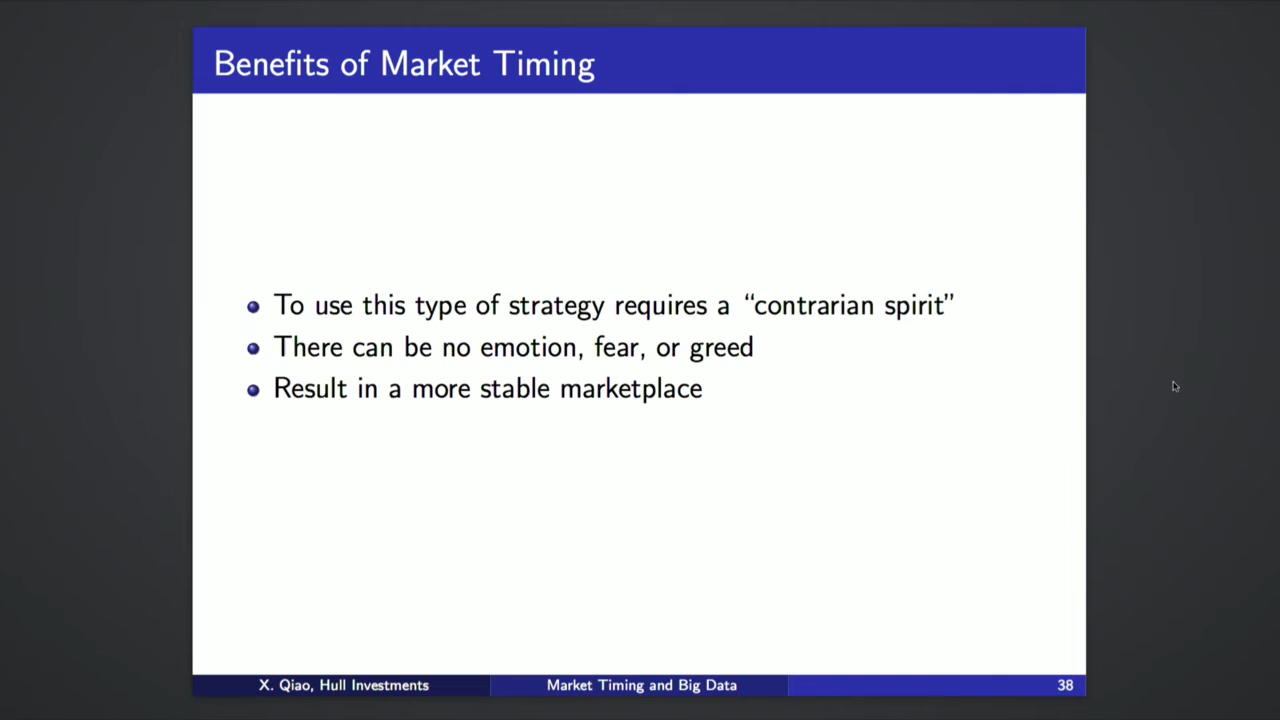 Benefits of Market Timing
To use this type of strategy requires a “contrarian spirit”
There can be no emotion, fear, or greed
Result in a more stable marketplace
X. Qiao, Hull Investments
Market Timing and Big Data
38